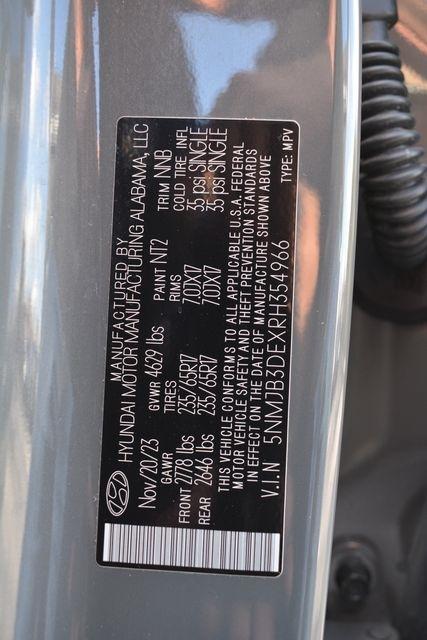 MANUFACTURED BY
HYUNDAI MOTOR MANUFACTURING ALABAMA, LLC
Nov/20/23 GVWR 4629 lbs PAINT NT2 TRIM NNB
GAWR RIMS COLD TIRE INFL
FRONT 2778 lbs 235/65R17 7.0JX17 35 psi SINGLE
REAR 2646 lbs 235/65R17 7.0JX17 35 psi SINGLE
THIS VEHICLE CONFORMS TO ALL APPLICABLE U.S.A. FEDERAL
MOTOR VEHICLE SAFETY AND THEFT PREVENTION STANDARDS
IN EFFECT ON THE DATE OF MANUFACTURE SHOWN ABOVE
V.I.N 5NMJB3DEXRH354966 TYPE: MPV